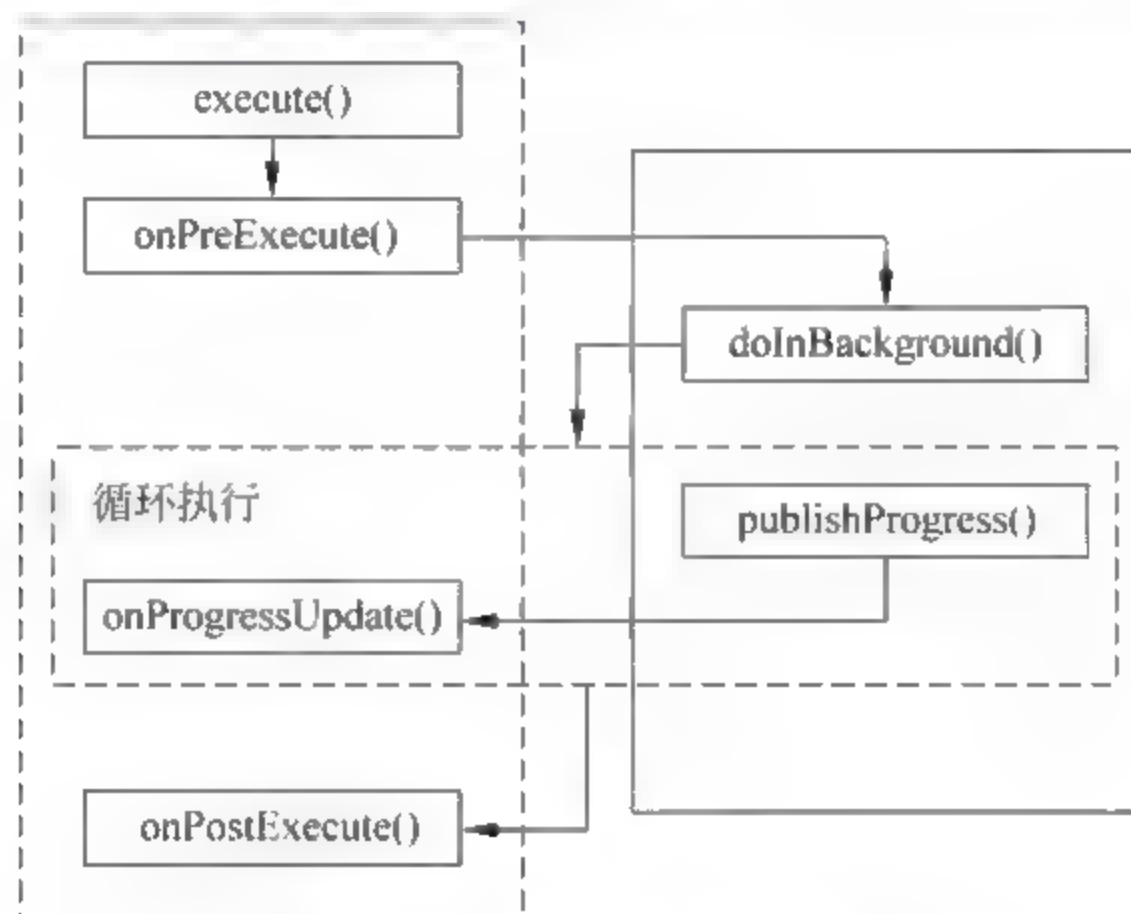 execute()
onPreExecute()
doInBackground()
循环执行
publishProgress()
onProgressUpdate()
onPostExecute()